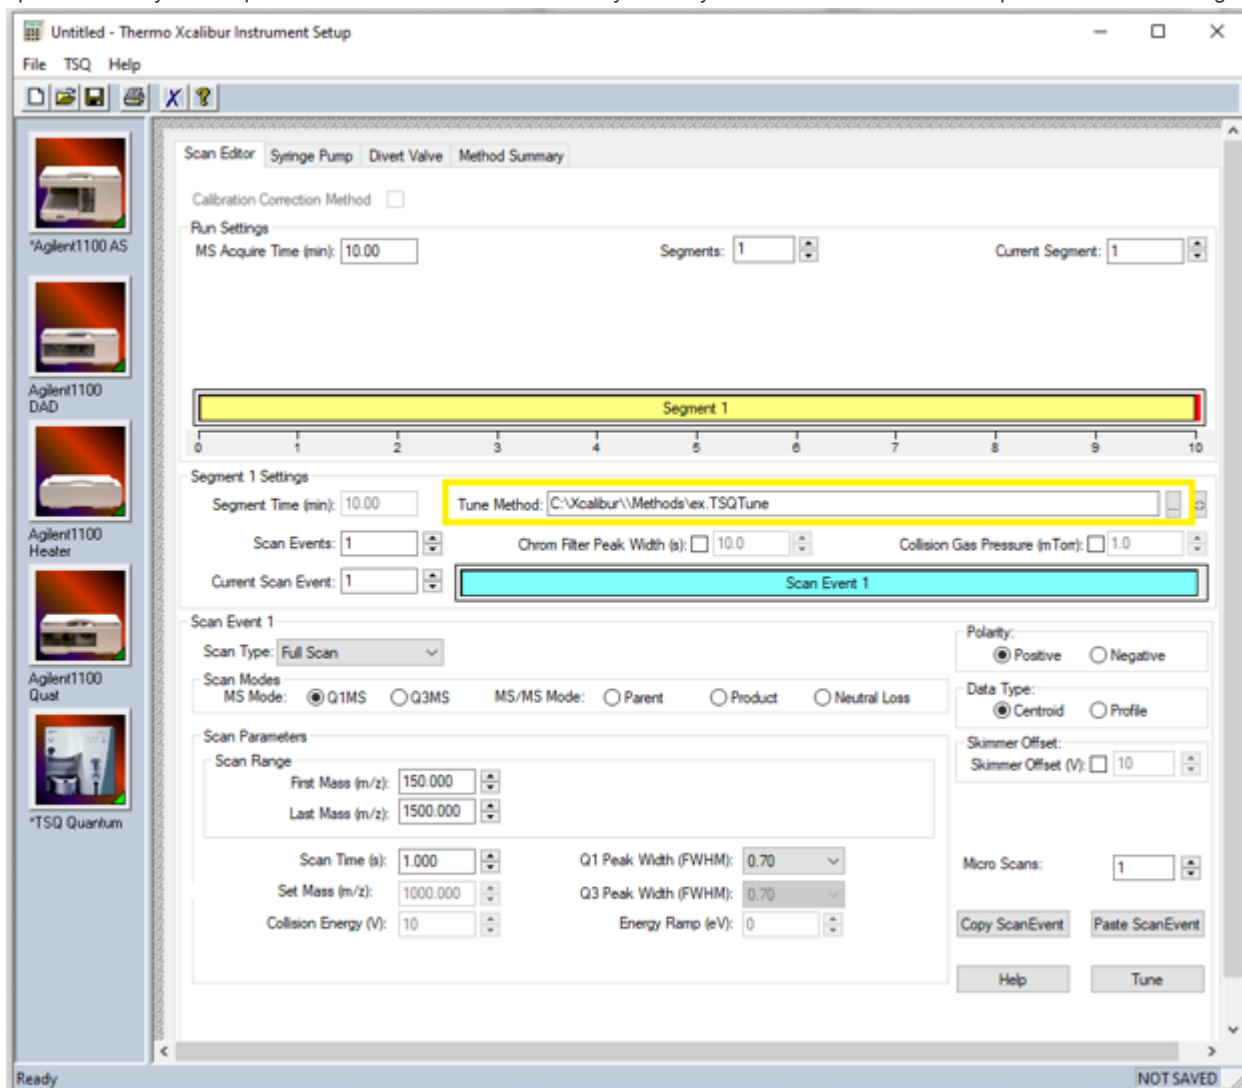 Untitled - Thermo Xcalibur Instrument Setup
File TSQ Help
Scan Editor Syringe Pump Divert Valve Method Summary
Calibration Correction Method
Run Settings
MS Acquire Time (min): 10.00 Segments: 1 Current Segment: 1
*Agilent1100 AS
Agilent1100
DAD
Agilent1100
Heater
Agilent1100
Quat
*TSQ Quantum
Segment 1
0 1 2 3 4 5 6 7 8 9 10
Segment 1 Settings
Segment Time (min): 10.00 Tune Method: C:\Xcalibur\\Methods\ex.TSQTune
Scan Events: 1 Chrom Filter Peak Width (s): 10.0 Collision Gas Pressure (mTorr): 1.0
Current Scan Event: 1 Scan Event 1
Scan Event 1
Scan Type: Full Scan
Scan Modes
MS Mode: Q1MS Q3MS MS/MS Mode: Parent Product Neutral Loss
Polarity:
Positive Negative
Data Type:
Centroid Profile
Skimmer Offset:
Skimmer Offset (V): 10
Scan Parameters
Scan Range
First Mass (m/z): 150.000
Last Mass (m/z): 1500.000
Scan Time (s): 1.000 Q1 Peak Width (FWHM): 0.70
Set Mass (m/z): 1000.000 Q3 Peak Width (FWHM): 0.70
Collision Energy (V): 10 Energy Ramp (eV): 0
Micro Scans: 1
Copy ScanEvent Paste ScanEvent
Help Tune
Ready NOT SAVED